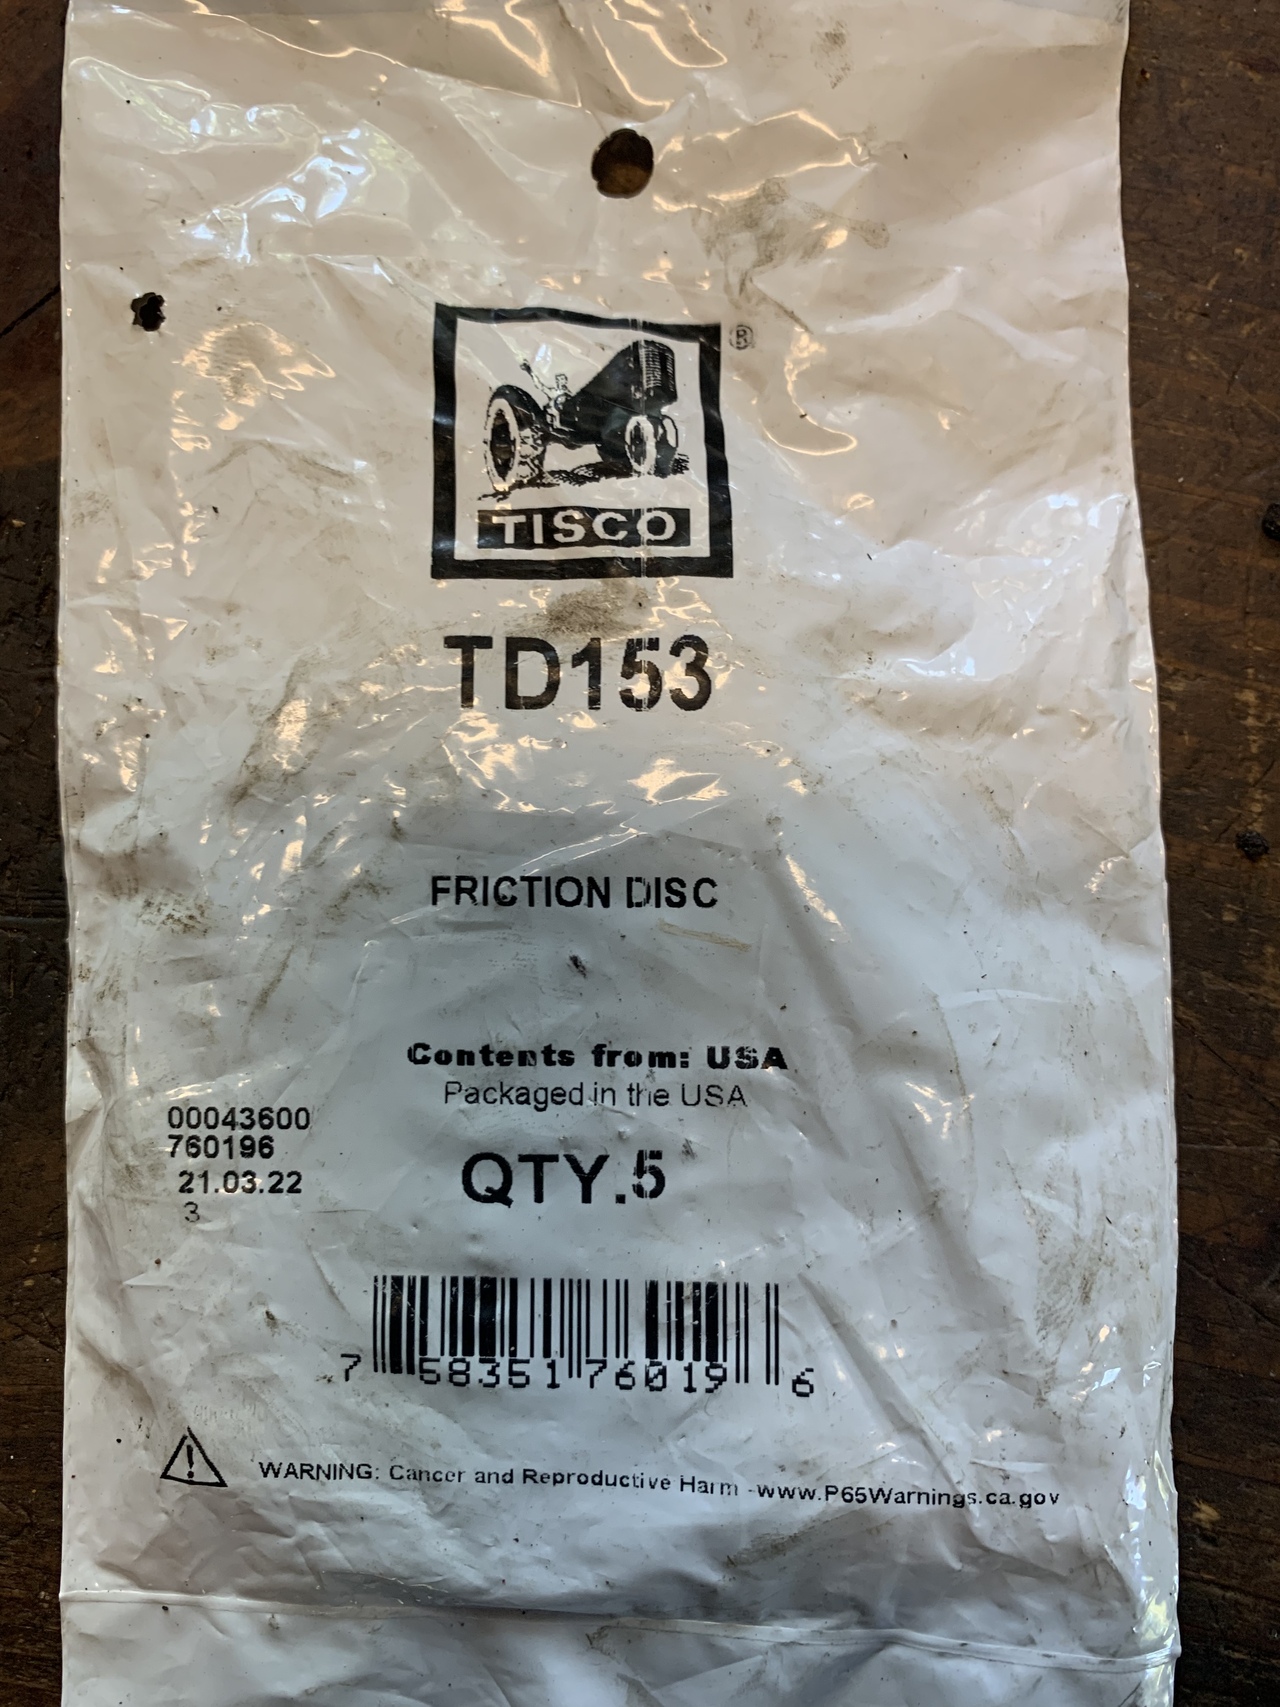 ®
TISCO
TD153
FRICTION DISC
Contents from: USA
Packaged in the USA
00043600
760196
21.03.22
3
QTY.5
7 58351 76019 6
WARNING: Cancer and Reproductive Harm -www.P65Warnings.ca.gov